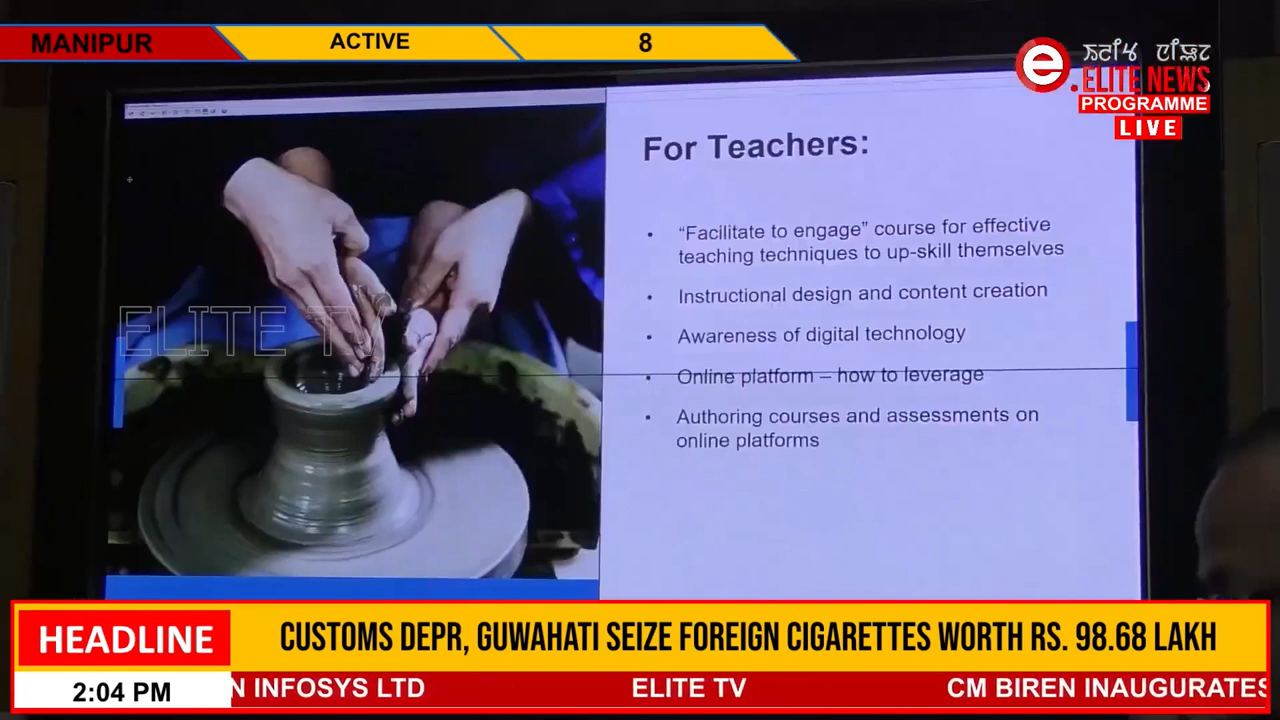 MANIPUR
ACTIVE
8
ꯏꯂꯤꯠ
e.ELITE NEWS
PROGRAMME
LIVE
For Teachers:
• “Facilitate to engage” course for effective
teaching techniques to up-skill themselves
• Instructional design and content creation
• Awareness of digital technology
• Online platform – how to leverage
• Authoring courses and assessments on
online platforms
ELITE TV
HEADLINE
CUSTOMS DEPR, GUWAHATI SEIZE FOREIGN CIGARETTES WORTH RS. 98.68 LAKH
2:04 PM
N INFOSYS LTD
ELITE TV
CM BIREN INAUGURATES